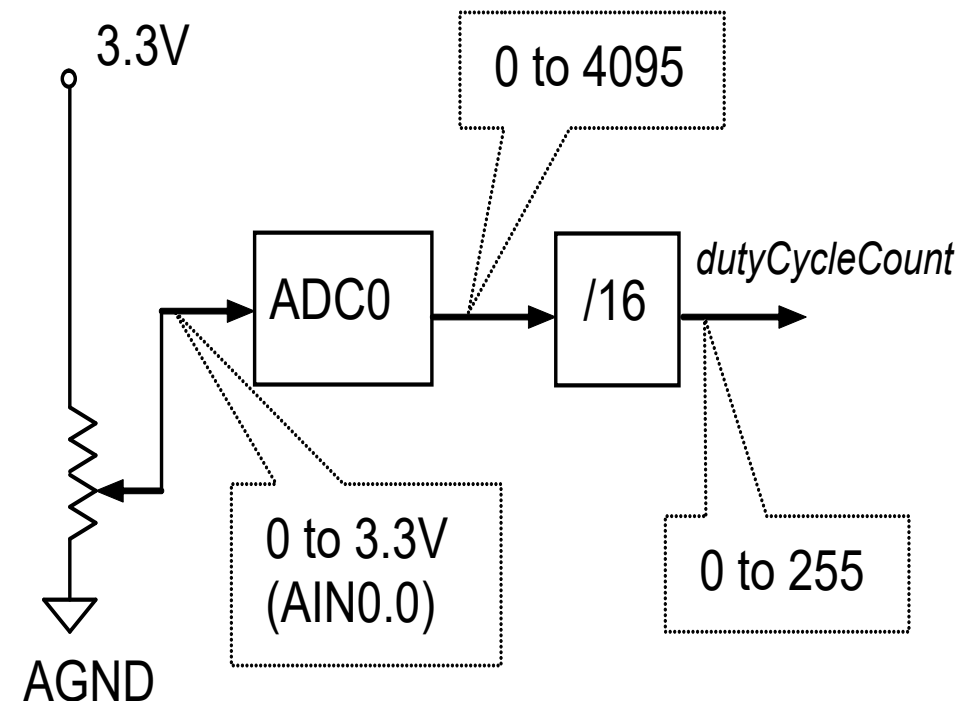 3.3V
0 to 4095
ADC0
/16
dutyCycleCount
0 to 3.3V
(AIN0.0)
0 to 255
AGND